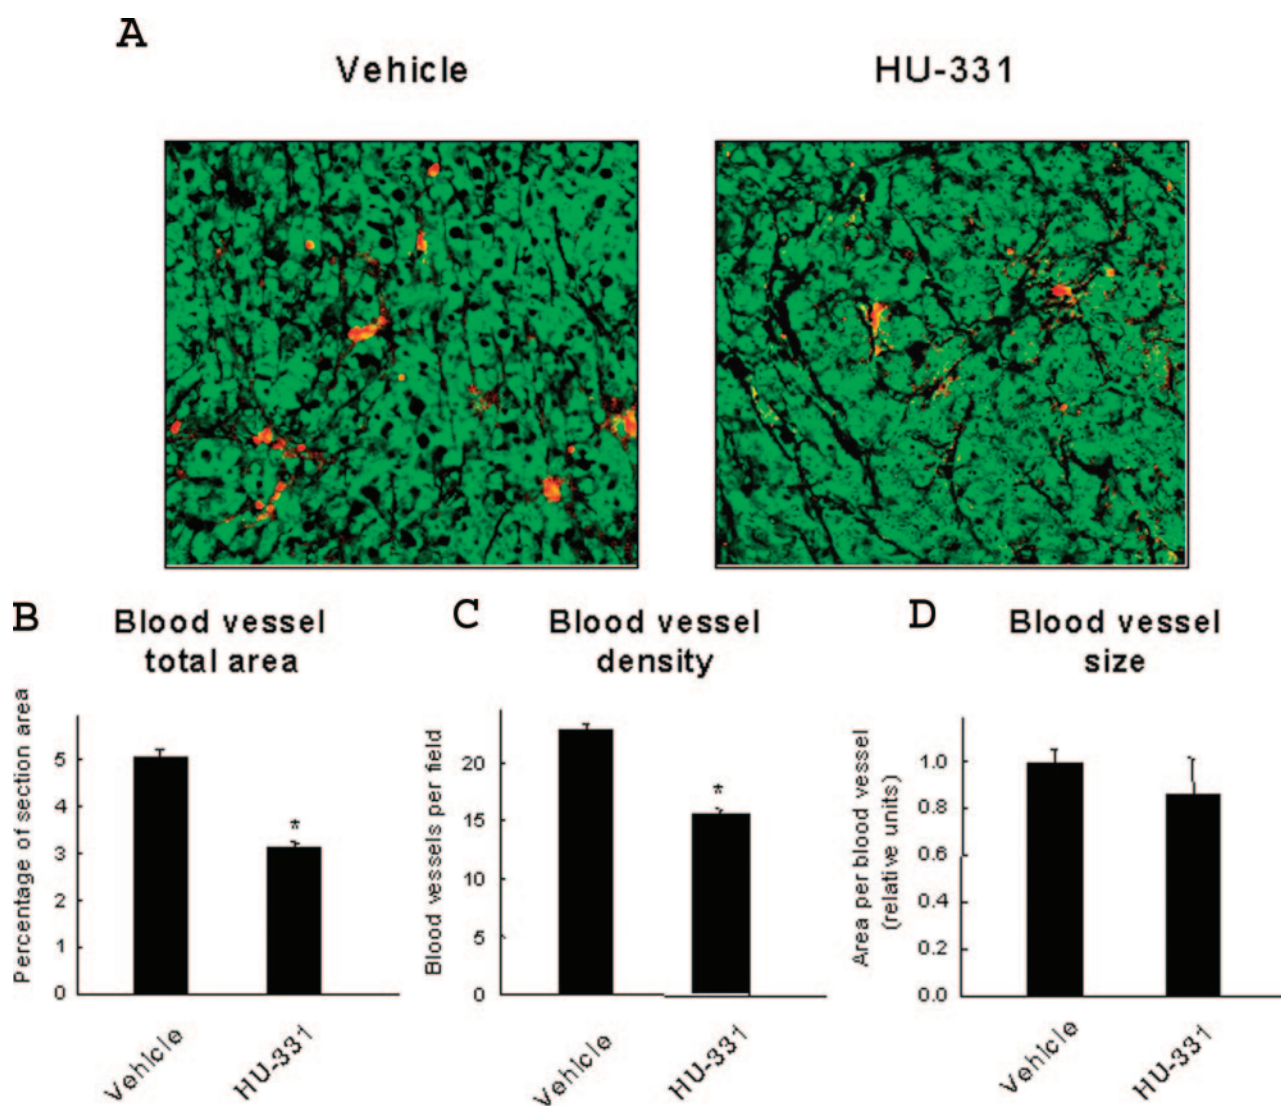 A
Vehicle
HU-331
B
Blood vessel
total area
Percentage of section area
5
4
3
2
1
0
*
Vehicle
HU-331
C
Blood vessel
density
Blood vessels per field
20
15
10
5
0
*
Vehicle
HU-331
D
Blood vessel
size
Area per blood vessel
(relative units)
1.0
0.8
0.6
0.4
0.2
0.0
Vehicle
HU-331